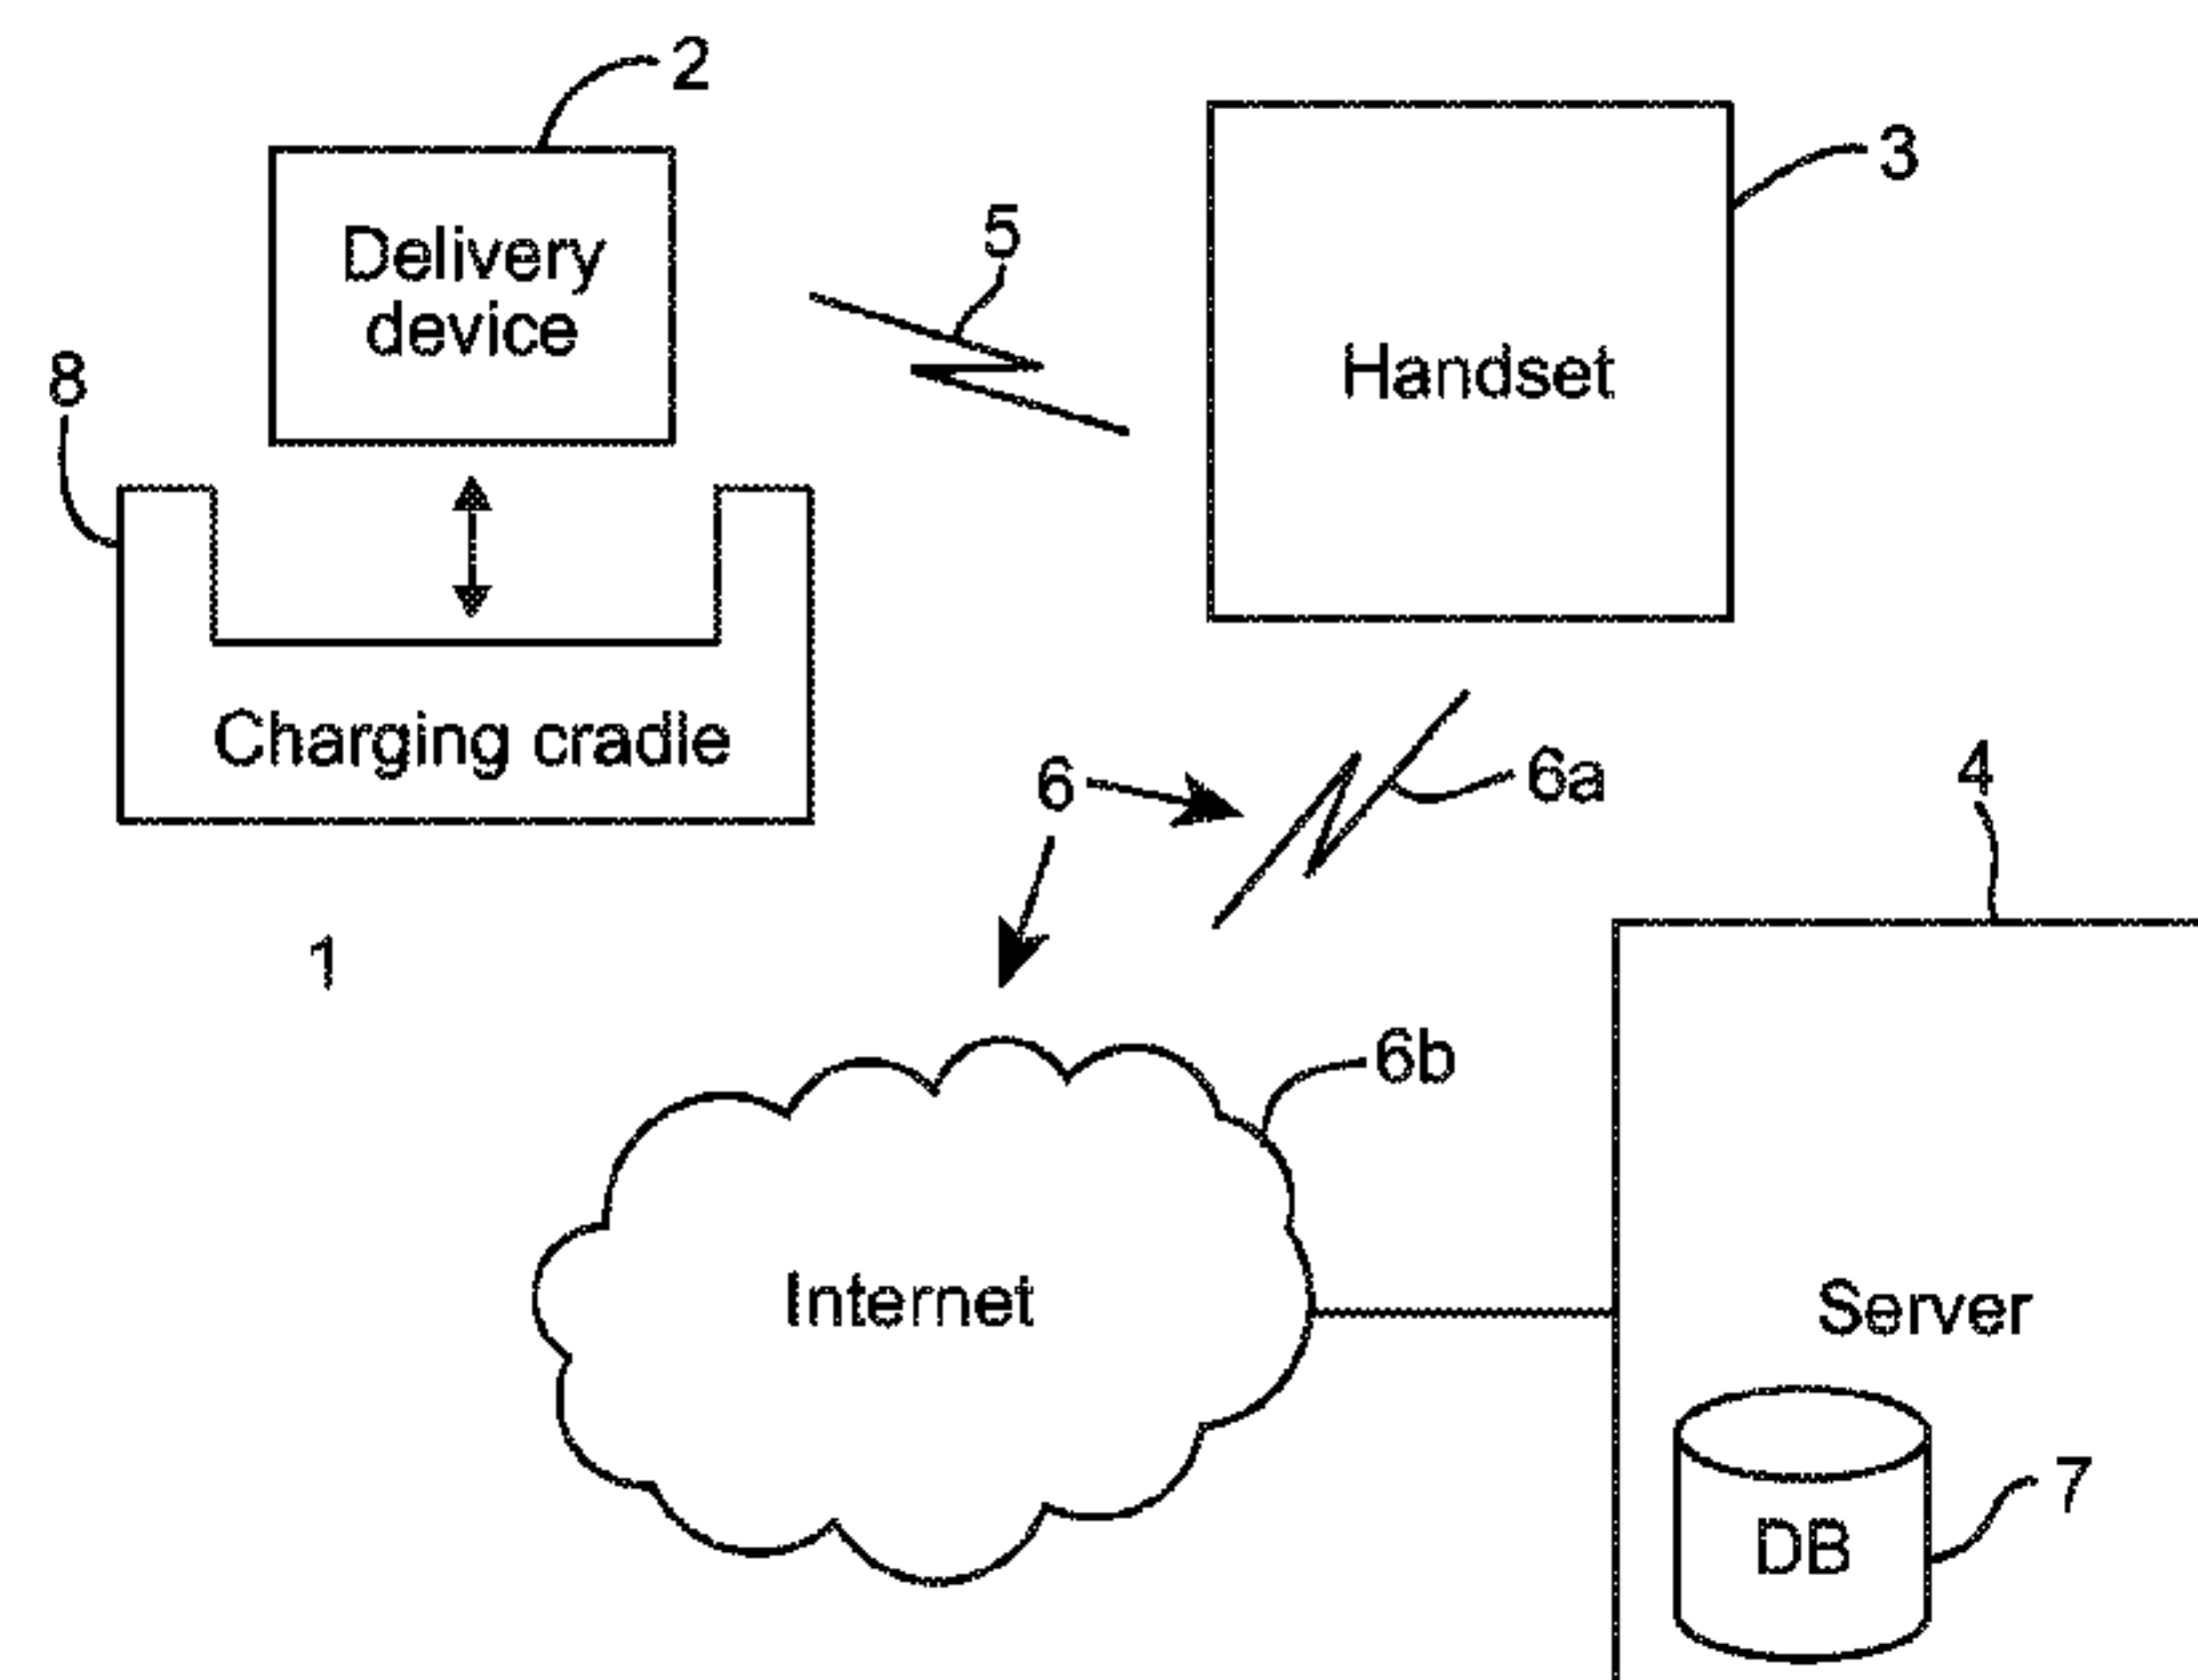 2
3
5
Delivery
device
Handset
8
Charging cradle
6
6a
4
1
6b
Internet
Server
7
DB